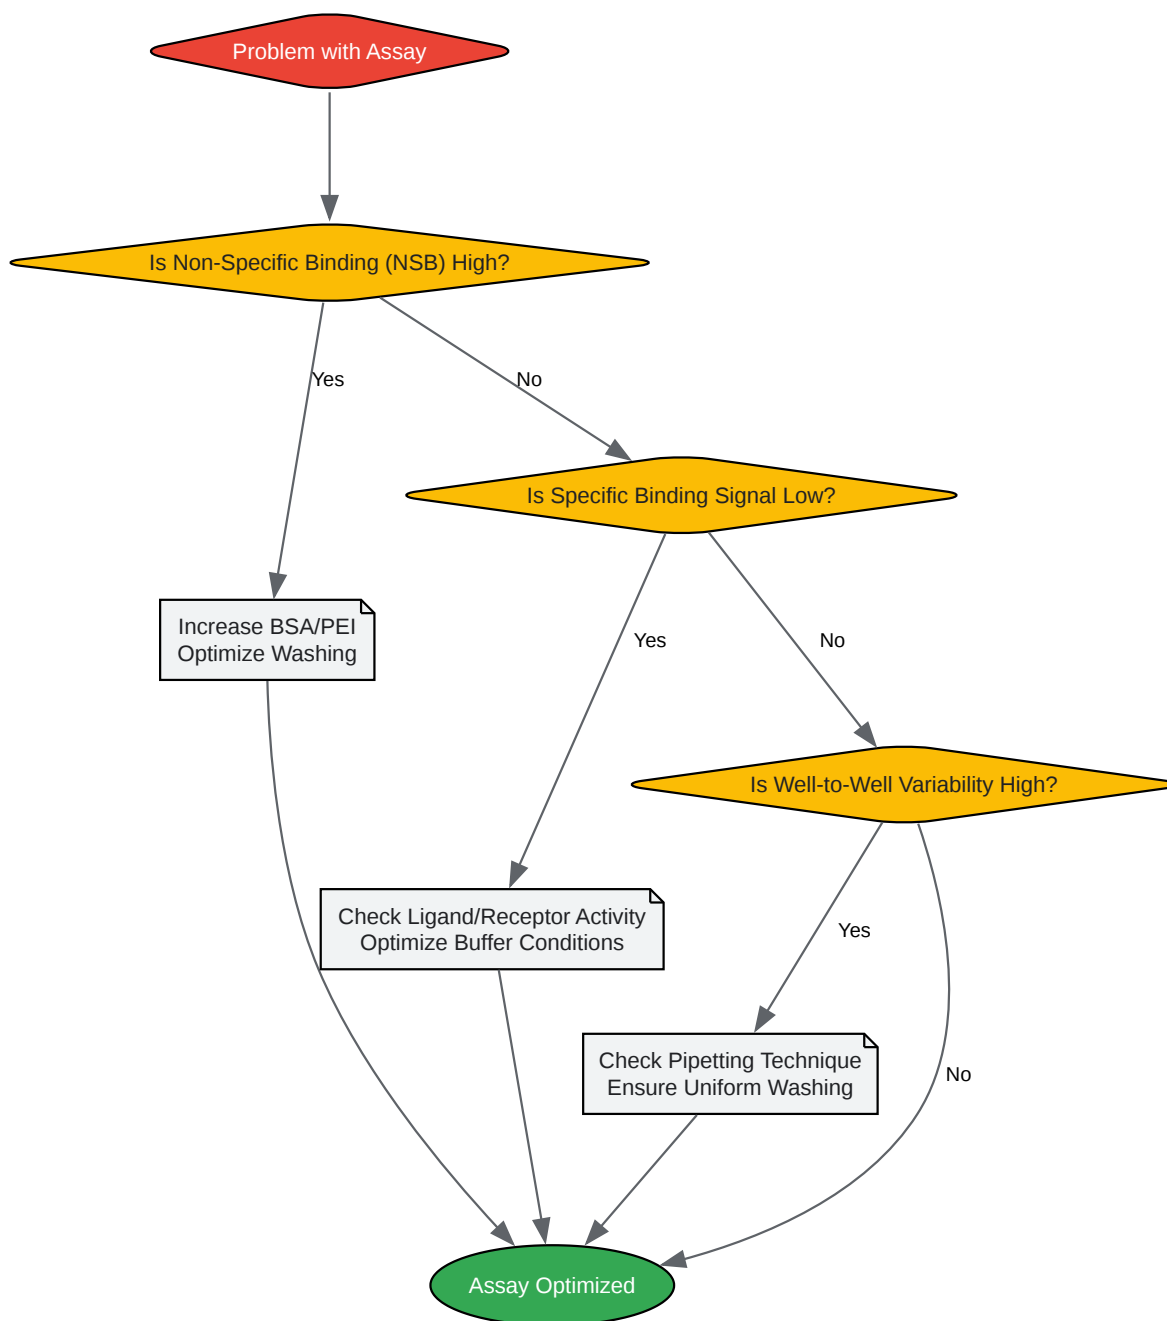 Problem with Assay
Is Non-Specific Binding (NSB) High?
Yes
No
Is Specific Binding Signal Low?
Increase BSA/PEI
Optimize Washing
Yes
No
Is Well-to-Well Variability High?
Check Ligand/Receptor Activity
Optimize Buffer Conditions
Yes
Check Pipetting Technique
Ensure Uniform Washing
No
Assay Optimized